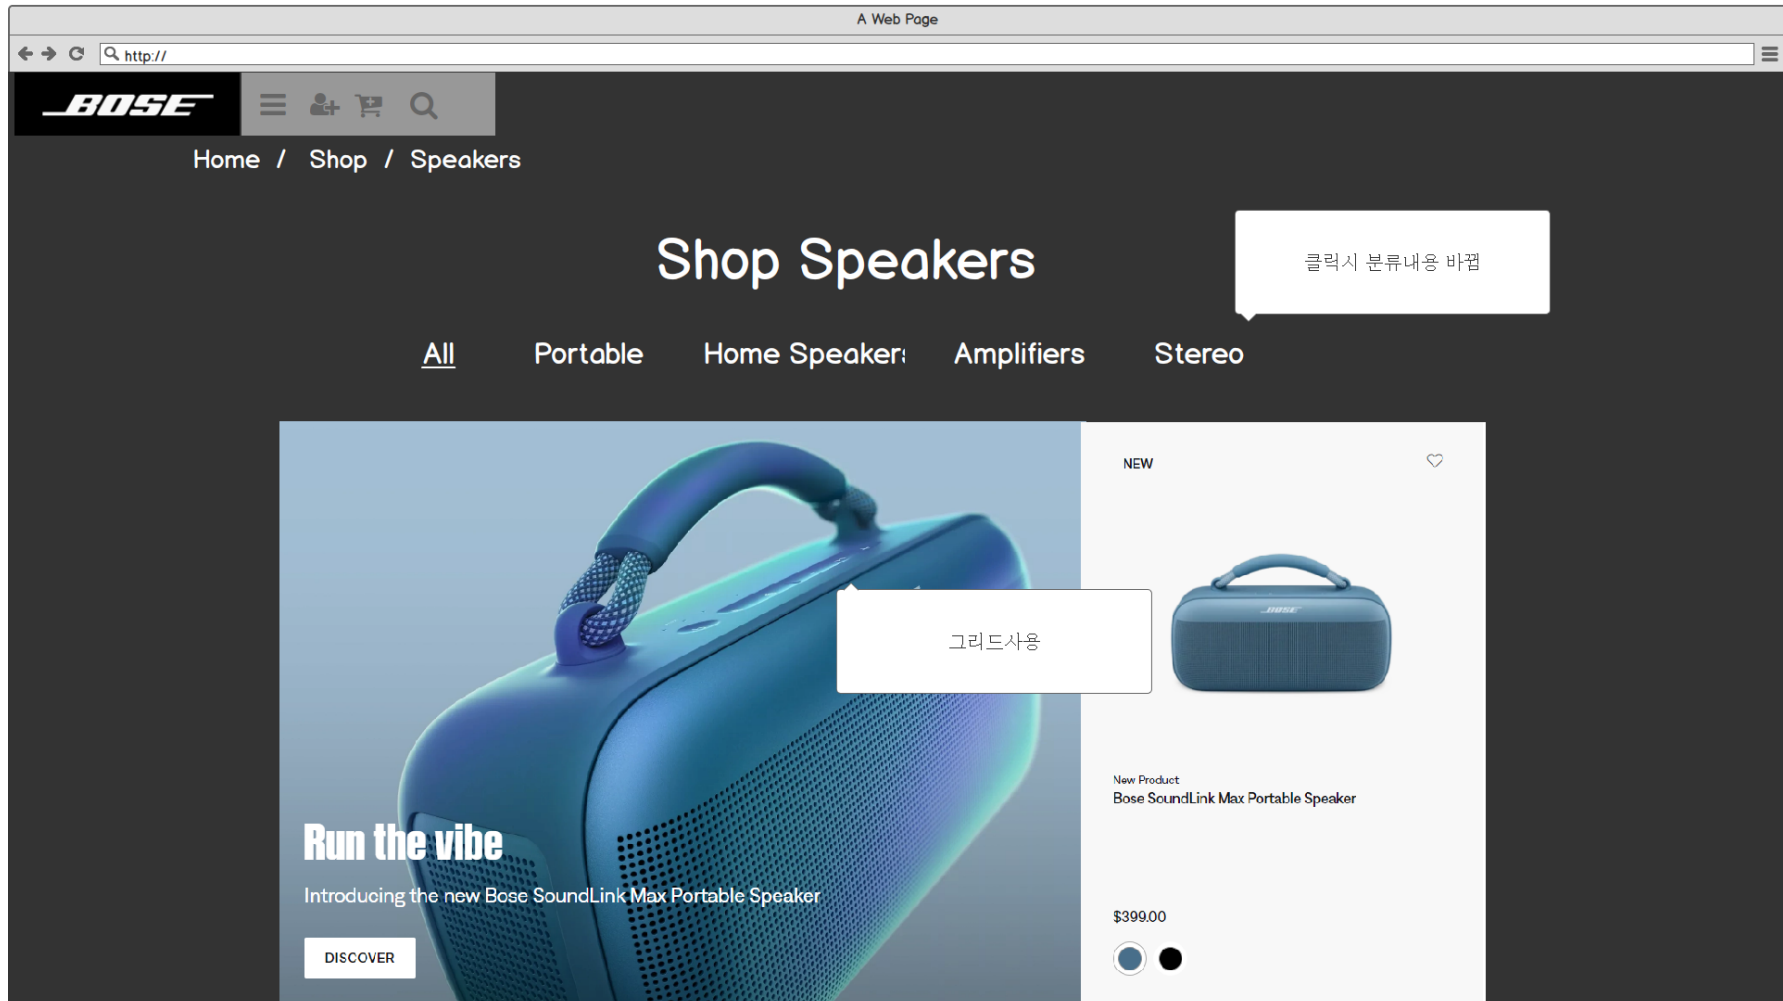 A Web Page
http://
BOSE
Home / Shop / Speakers
Shop Speakers
클릭시 분류내용 바뀜
All Portable Home Speakers Amplifiers Stereo
NEW
BOSE
그리드사용
New Product
Bose SoundLink Max Portable Speaker
Run the vibe
Introducing the new Bose SoundLink Max Portable Speaker
$399.00
DISCOVER